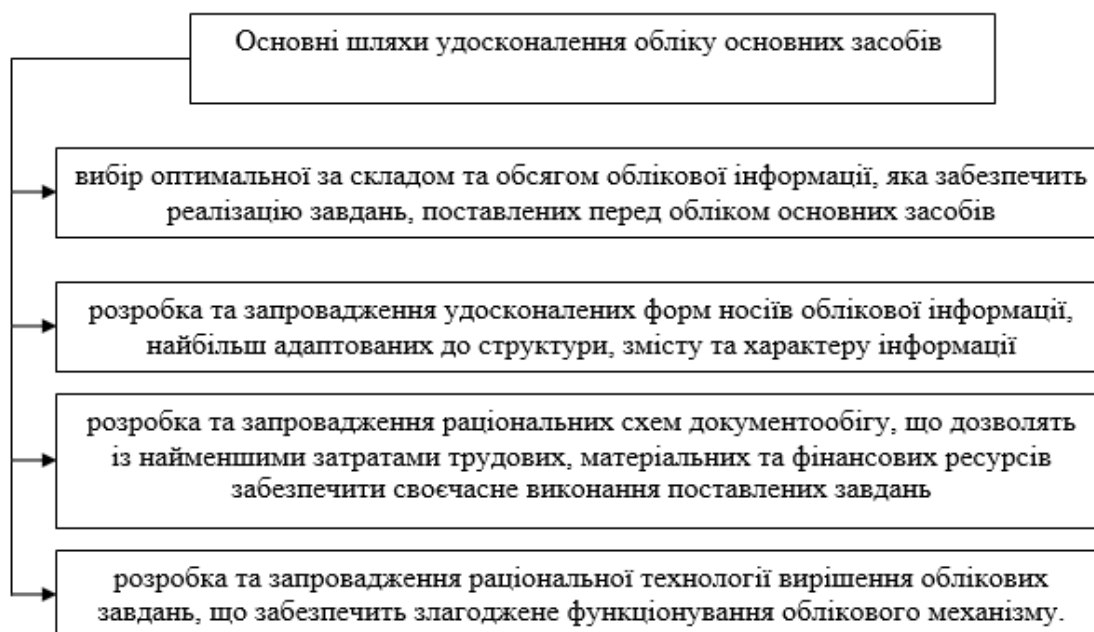 Основні шляхи удосконалення обліку основних засобів
вибір оптимальної за складом та обсягом облікової інформації, яка забезпечить
реалізацію завдань, поставлених перед обліком основних засобів
розробка та запровадження удосконалених форм носіїв облікової інформації,
найбільш адаптованих до структури, змісту та характеру інформації
розробка та запровадження раціональних схем документообігу, що дозволять
із найменшими затратами трудових, матеріальних та фінансових ресурсів
забезпечити своєчасне виконання поставлених завдань
розробка та запровадження раціональної технології вирішення облікових
завдань, що забезпечить злагоджене функціонування облікового механізму.